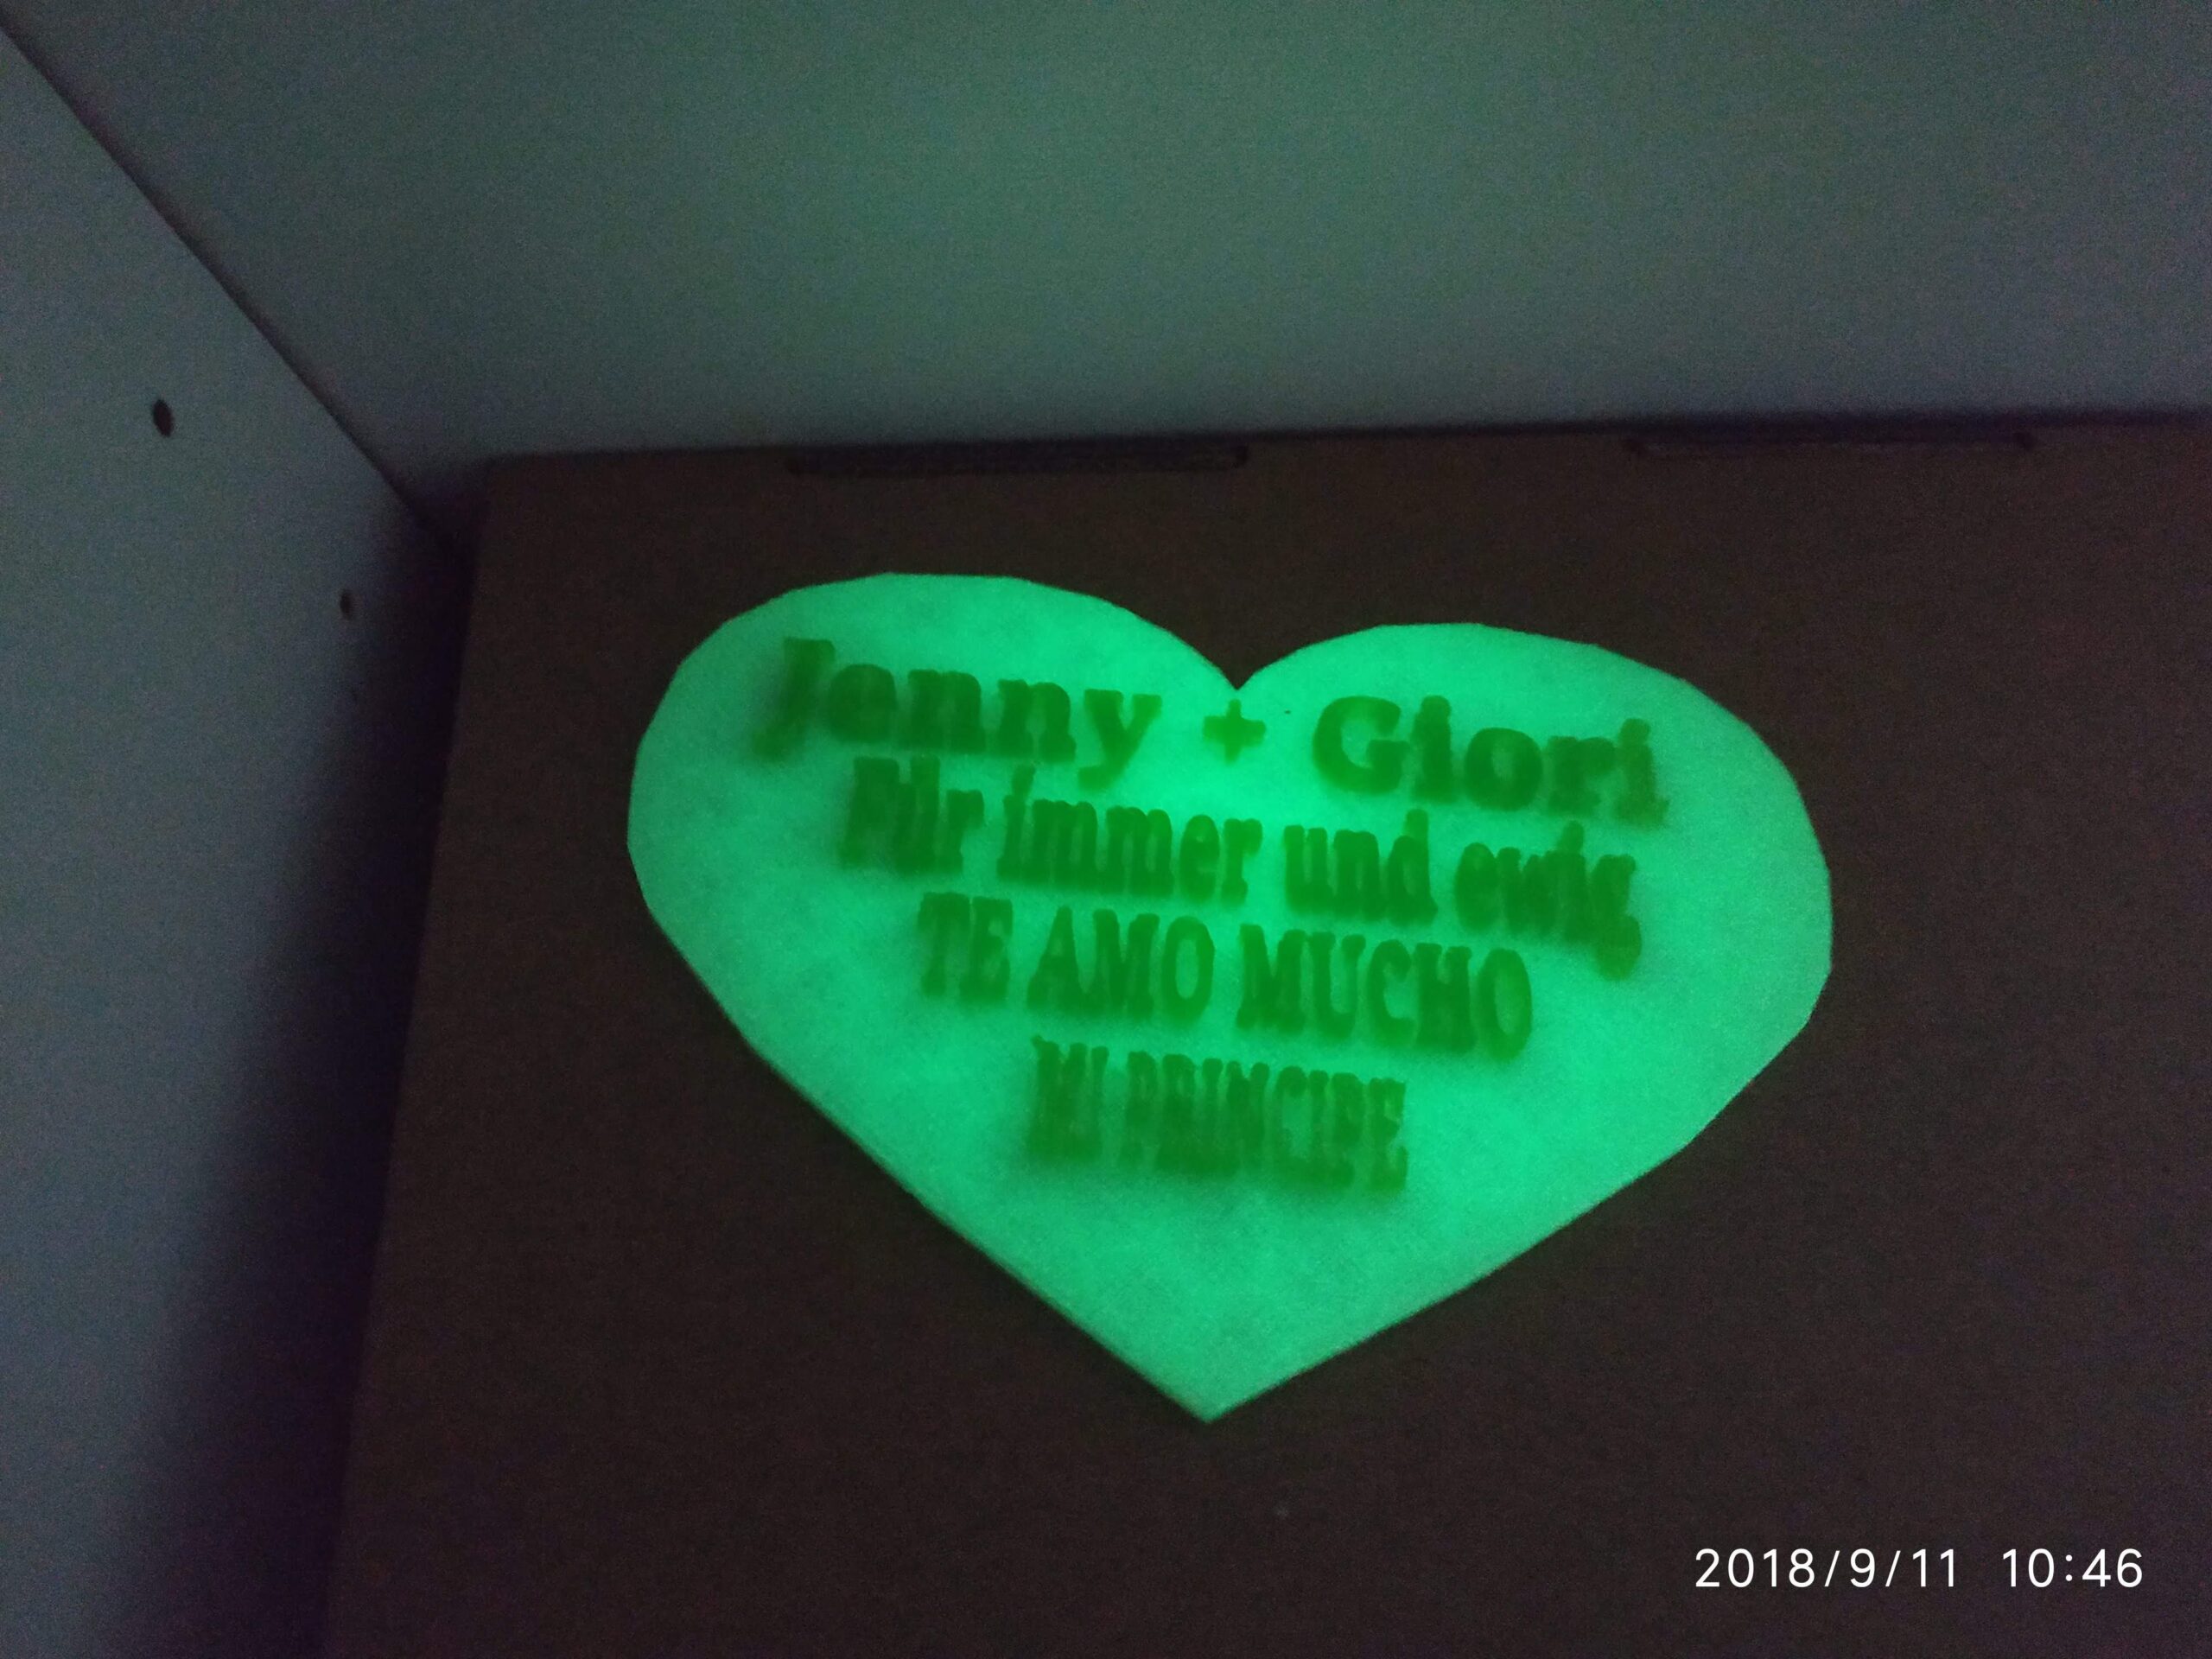 Jenny + Giori
Für immer und ewig
TE AMO MUCHO
MI PRINCIPE
2018/9/11 10:46